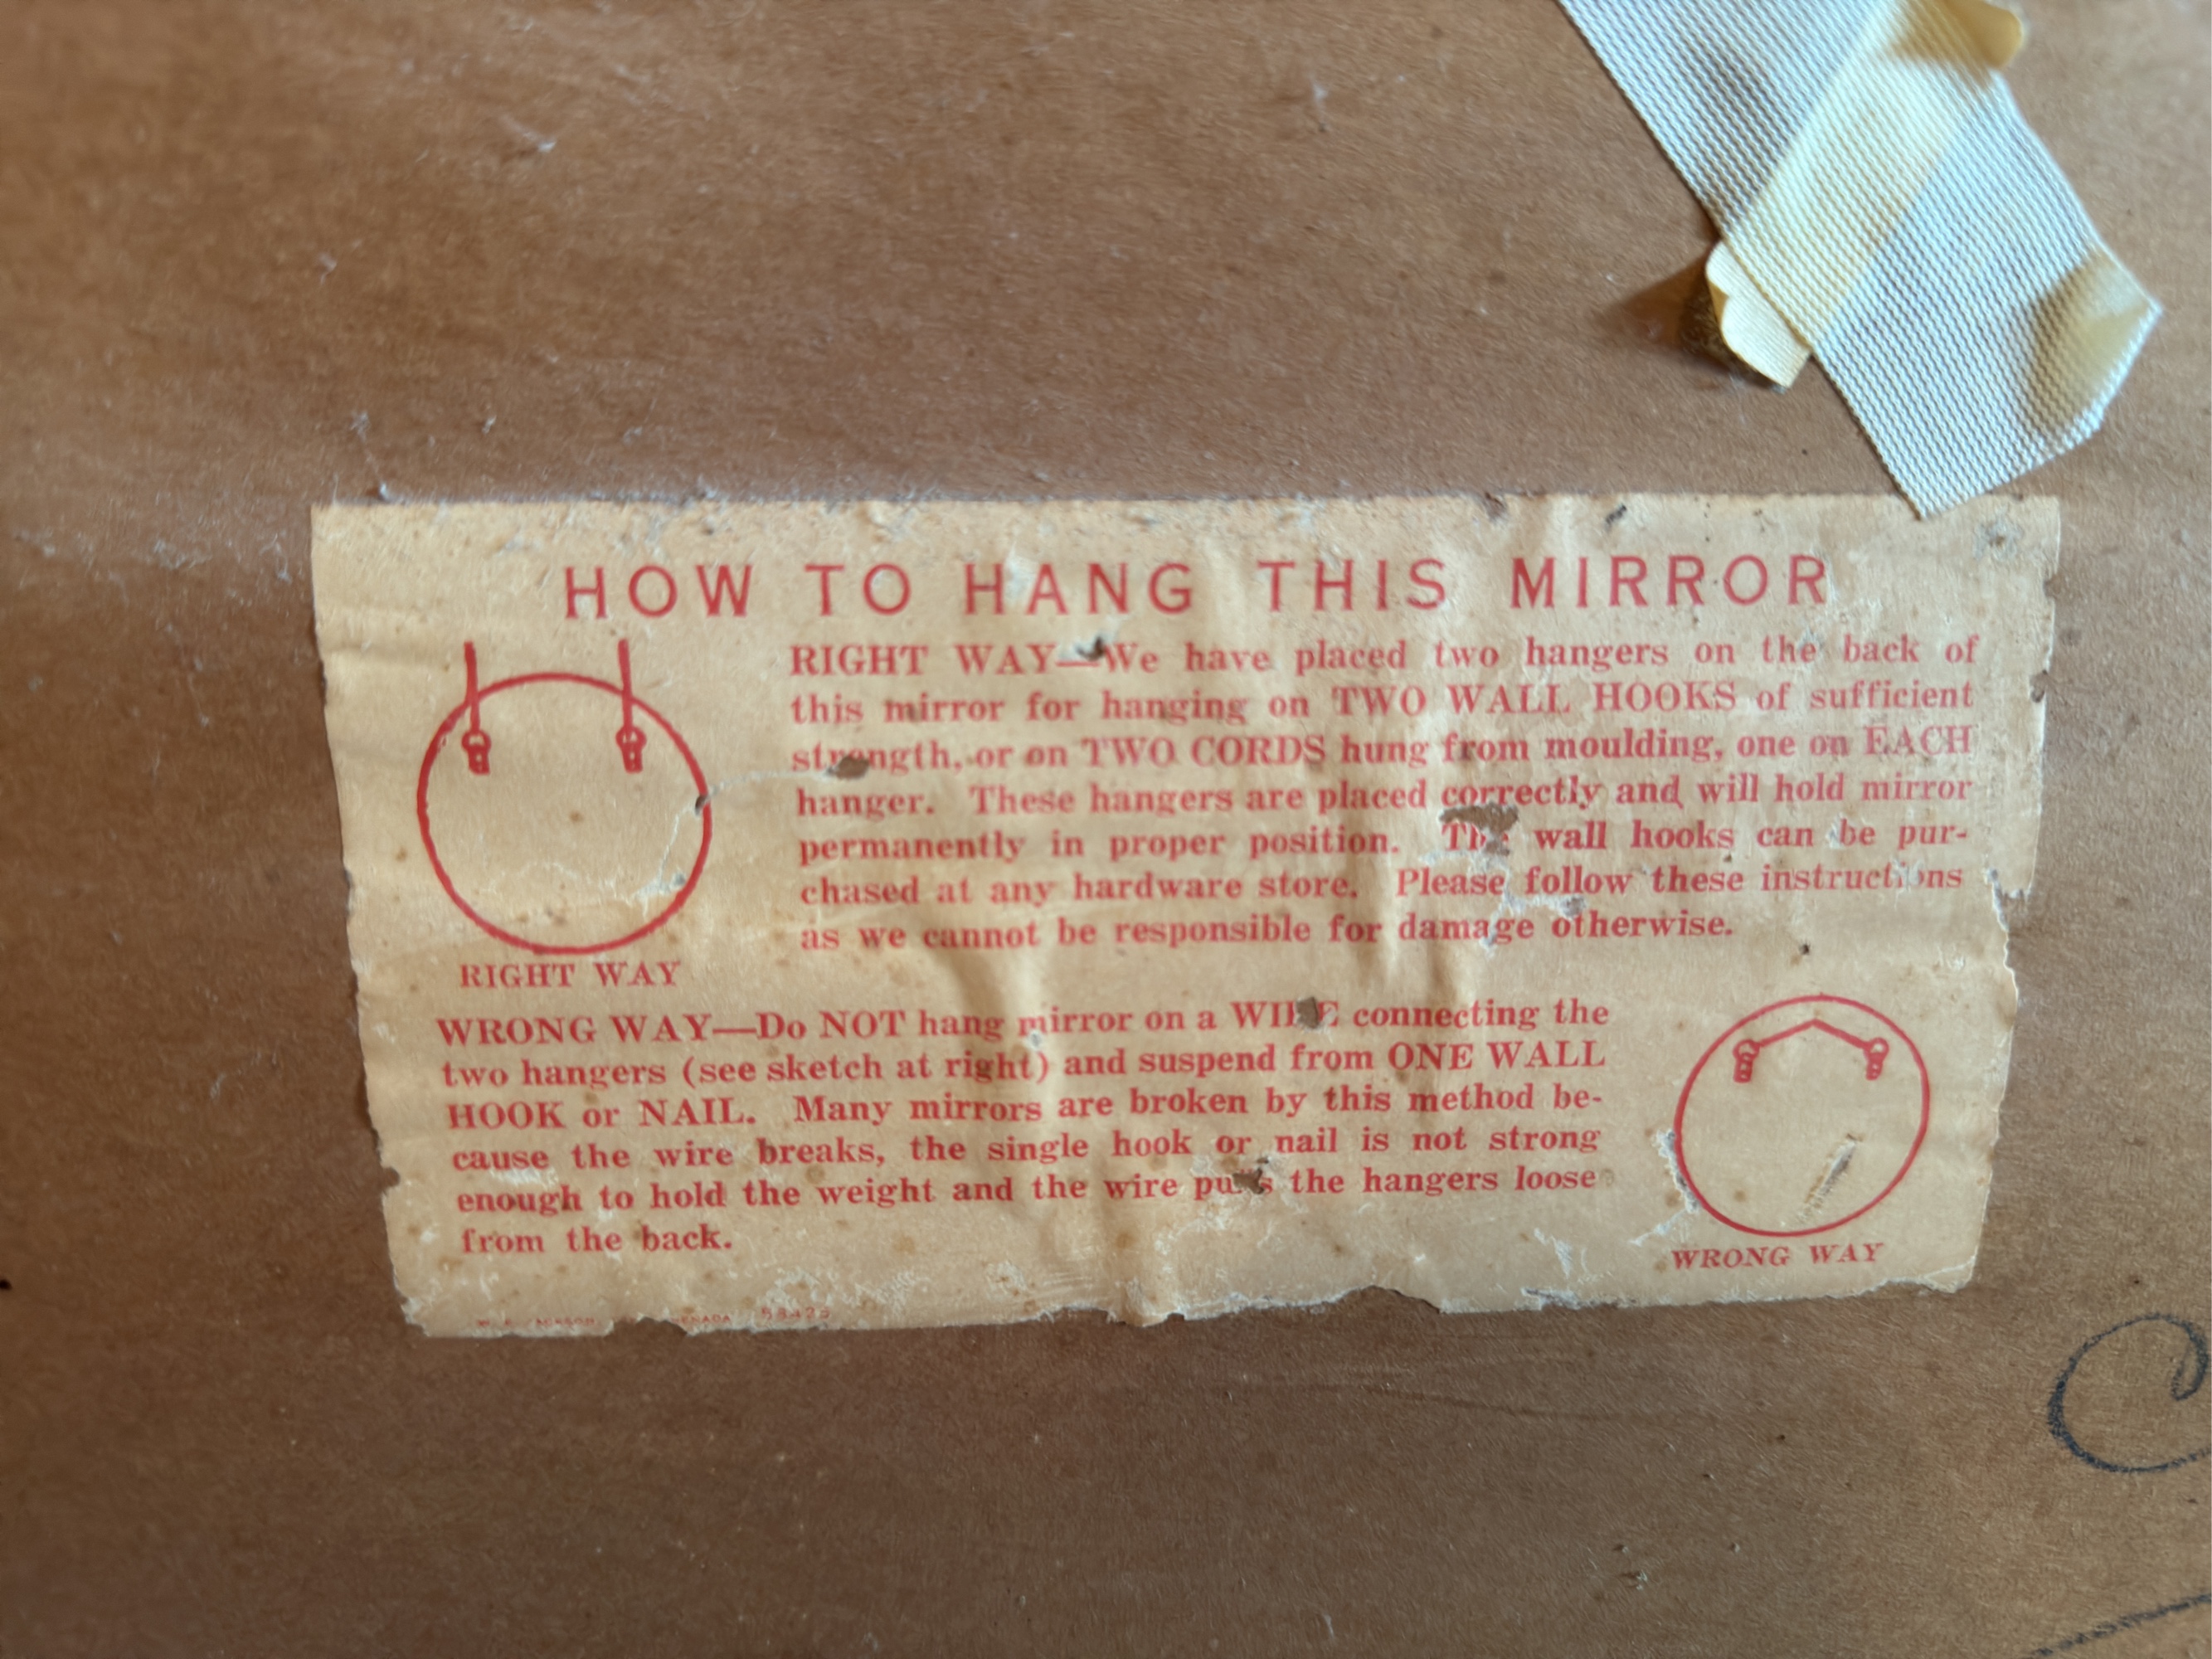 HOW TO HANG THIS MIRROR
RIGHT WAY—We have placed two hangers on the back of
this mirror for hanging on TWO WALL HOOKS of sufficient
strength, or on TWO CORDS hung from moulding, one on EACH
hanger. These hangers are placed correctly and will hold mirror
permanently in proper position. The wall hooks can be pur-
chased at any hardware store. Please follow these instructions
as we cannot be responsible for damage otherwise.
RIGHT WAY
WRONG WAY—Do NOT hang mirror on a WIRE connecting the
two hangers (see sketch at right) and suspend from ONE WALL
HOOK or NAIL. Many mirrors are broken by this method be-
cause the wire breaks, the single hook or nail is not strong
enough to hold the weight and the wire pulls the hangers loose
from the back.
WRONG WAY